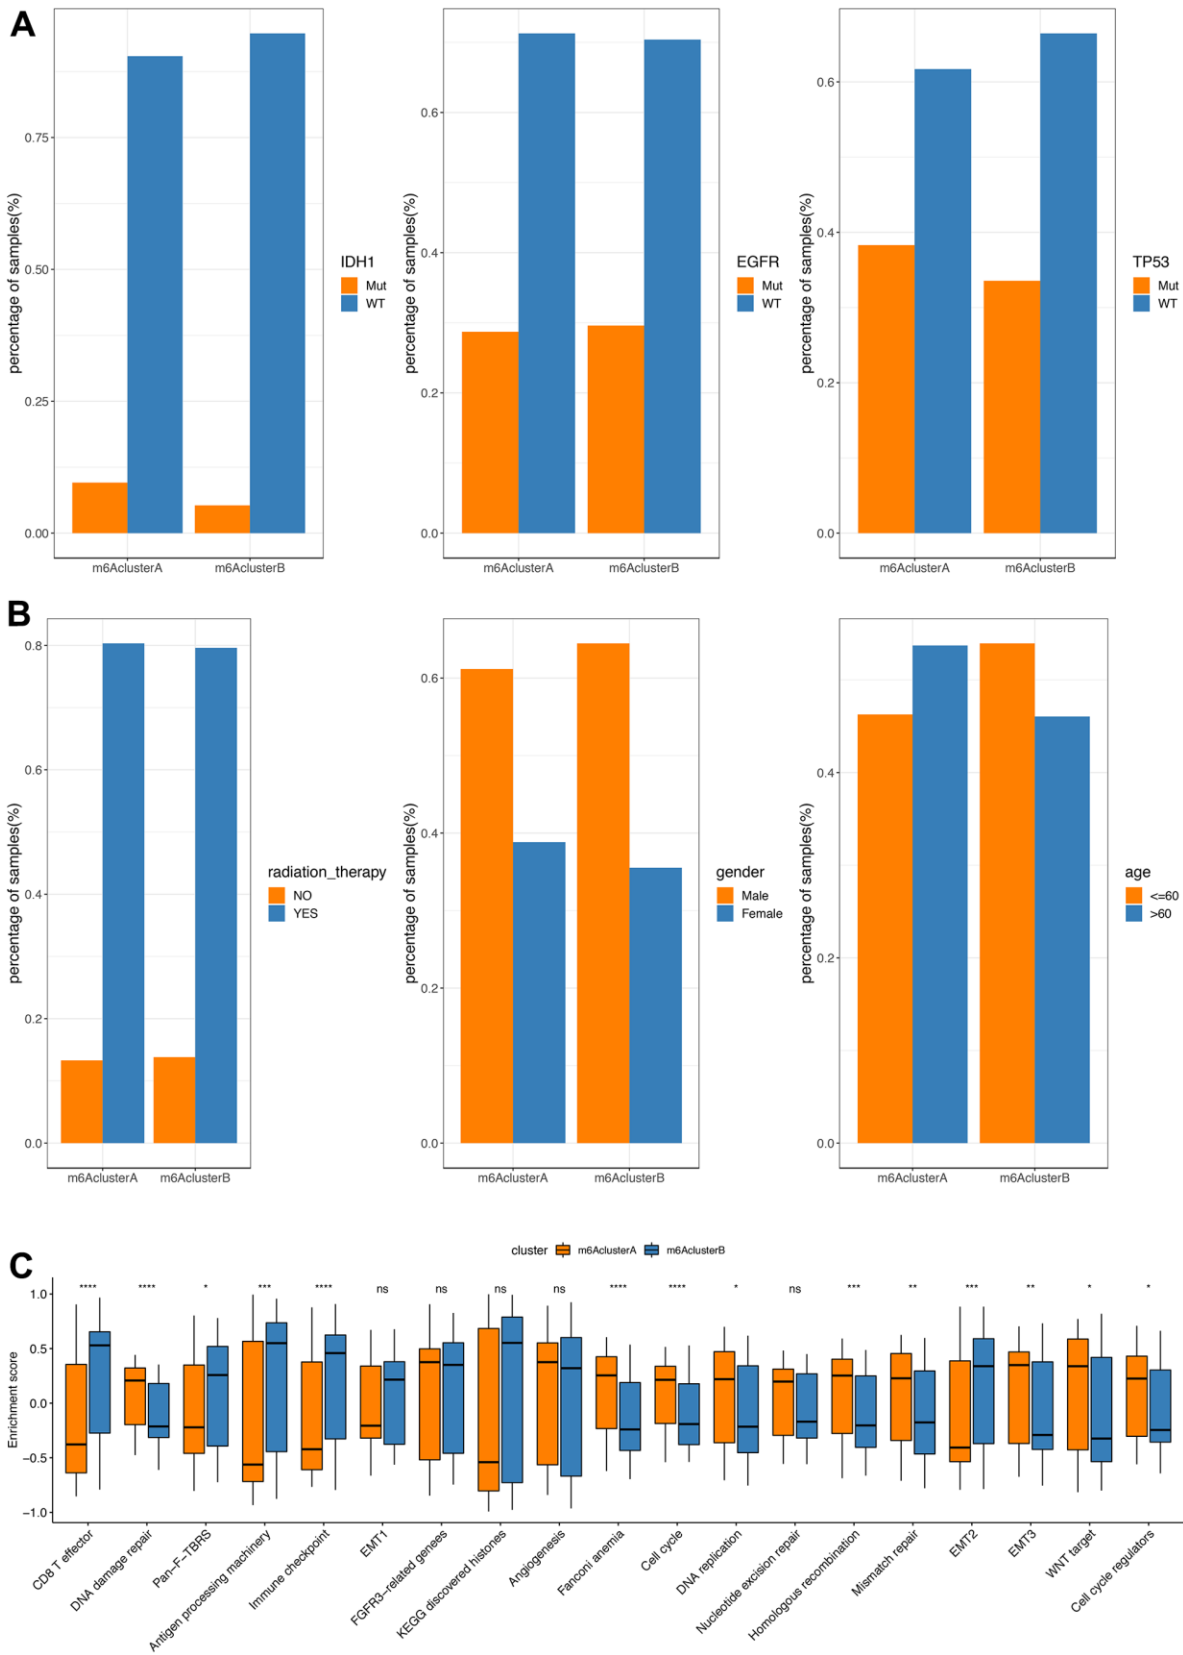 A
percentage of samples(%)
0.75
0.50
0.25
0.00
m6AclusterA
m6AclusterB
IDH1
Mut
WT
percentage of samples(%)
0.6
0.4
0.2
0.0
m6AclusterA
m6AclusterB
EGFR
Mut
WT
percentage of samples(%)
0.6
0.4
0.2
0.0
m6AclusterA
m6AclusterB
TP53
Mut
WT
B
percentage of samples(%)
0.8
0.6
0.4
0.2
0.0
m6AclusterA
m6AclusterB
radiation_therapy
NO
YES
percentage of samples(%)
0.6
0.4
0.2
0.0
m6AclusterA
m6AclusterB
gender
Male
Female
percentage of samples(%)
0.4
0.2
0.0
m6AclusterA
m6AclusterB
age
<=60
>60
C
cluster m6AclusterA m6AclusterB
**** **** * *** **** ns ns ns ns **** **** * ns *** ** *** ** * *
Enrichment score
1.0
0.5
0.0
−0.5
−1.0
CD8 T effector
DNA damage repair
Pan−F−TBRS
Antigen processing machinery
Immune checkpoint
EMT1
FGFR3−related genees
KEGG discovered histones
Angiogenesis
Fanconi anemia
Cell cycle
DNA replication
Nucleotide excision repair
Homologous recombination
Mismatch repair
EMT2
EMT3
WNT target
Cell cycle regulators